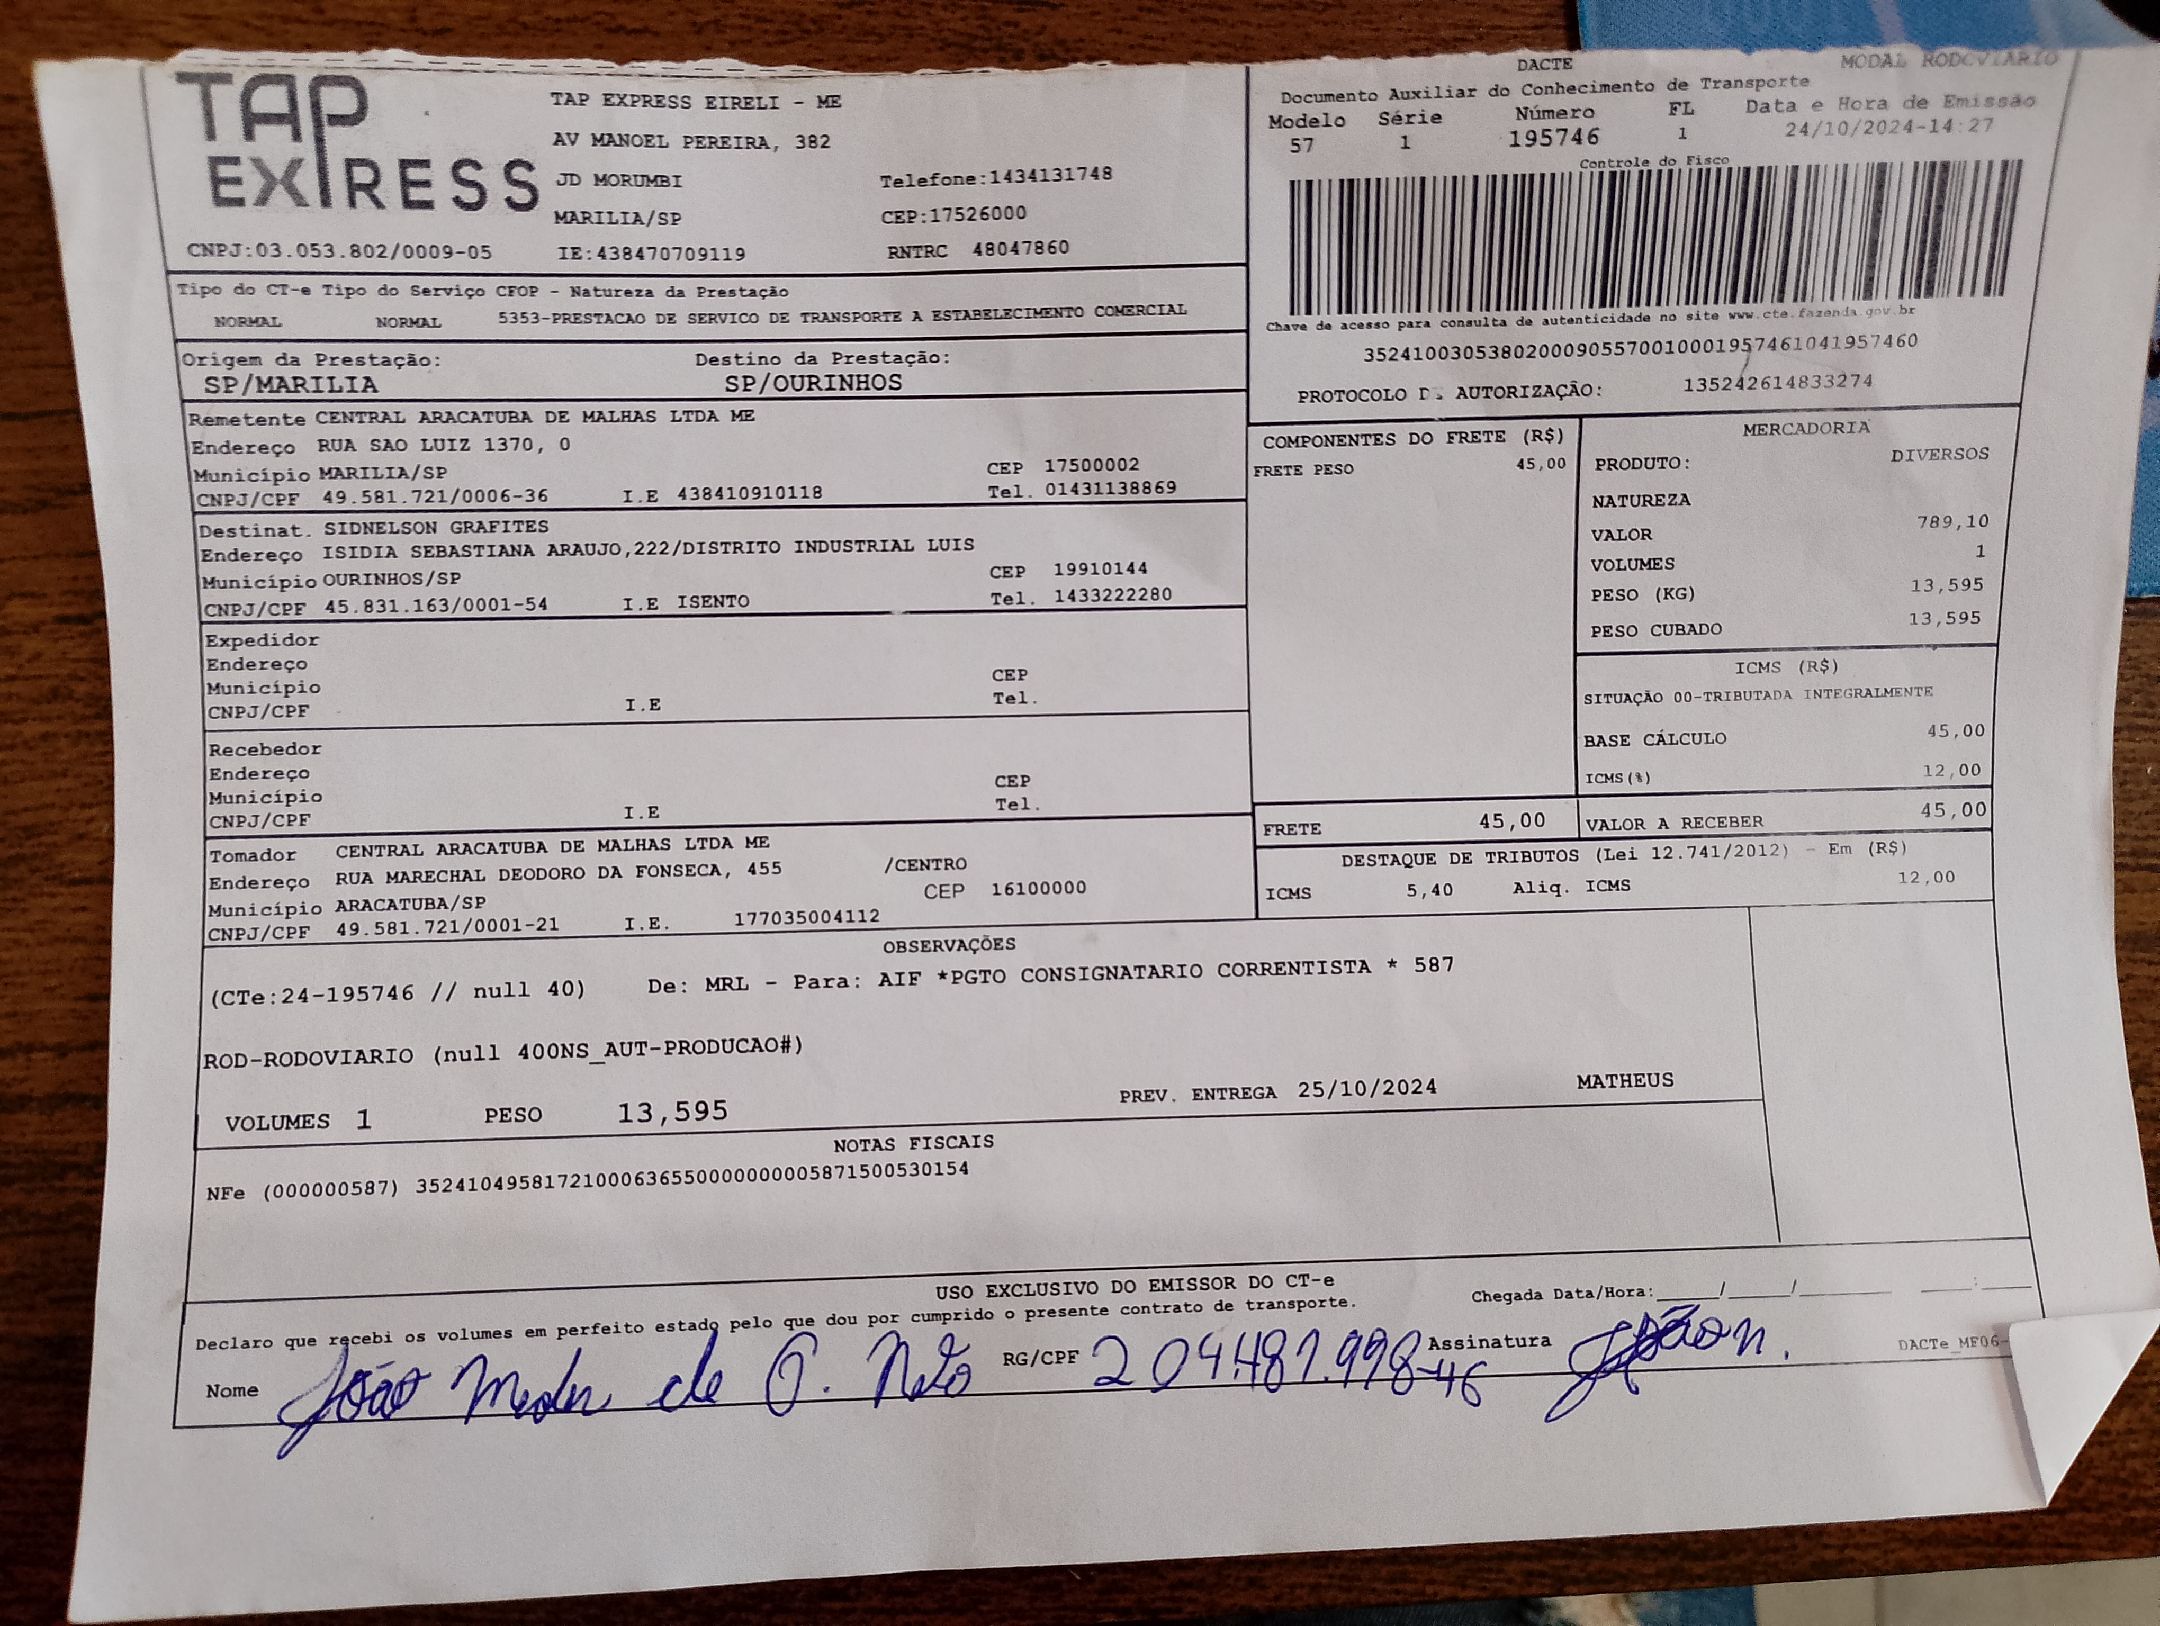 TAP
EXPRESS
TAP EXPRESS EIRELI - ME
AV MANOEL PEREIRA, 382
JD MORUMBI Telefone:1434131748
MARILIA/SP CEP:17526000
CNPJ:03.053.802/0009-05 IE:438470709119 RNTRC 48047860
DACTE MODAL RODOVIARIO
Documento Auxiliar do Conhecimento de Transporte
Modelo Série Número FL Data e Hora de Emissão
57 1 195746 1 24/10/2024-14:27
Controle do Fisco
Chave de acesso para consulta de autenticidade no site www.cte.fazenda.gov.br
35241003053802000905570010001957461041957460
PROTOCOLO DE AUTORIZAÇÃO: 135242614833274
Tipo do CT-e Tipo do Serviço CFOP - Natureza da Prestação
NORMAL NORMAL 5353-PRESTACAO DE SERVICO DE TRANSPORTE A ESTABELECIMENTO COMERCIAL
Origem da Prestação: Destino da Prestação:
SP/MARILIA SP/OURINHOS
Remetente CENTRAL ARACATUBA DE MALHAS LTDA ME
Endereço RUA SAO LUIZ 1370, 0
Município MARILIA/SP CEP 17500002
CNPJ/CPF 49.581.721/0006-36 I.E 438410910118 Tel. 01431138869
Destinat. SIDNELSON GRAFITES
Endereço ISIDIA SEBASTIANA ARAUJO,222/DISTRITO INDUSTRIAL LUIS
Município OURINHOS/SP CEP 19910144
CNPJ/CPF 45.831.163/0001-54 I.E ISENTO Tel. 1433222280
Expedidor
Endereço
Município CEP
CNPJ/CPF I.E Tel.
Recebedor
Endereço
Município CEP
CNPJ/CPF I.E Tel.
Tomador CENTRAL ARACATUBA DE MALHAS LTDA ME
Endereço RUA MARECHAL DEODORO DA FONSECA, 455 /CENTRO
Município ARACATUBA/SP CEP 16100000
CNPJ/CPF 49.581.721/0001-21 I.E. 177035004112
COMPONENTES DO FRETE (R$)
FRETE PESO 45,00
MERCADORIA
PRODUTO: DIVERSOS
NATUREZA
VALOR 789,10
VOLUMES 1
PESO (KG) 13,595
PESO CUBADO 13,595
ICMS (R$)
SITUAÇÃO 00-TRIBUTADA INTEGRALMENTE
BASE CÁLCULO 45,00
ICMS(%) 12,00
FRETE 45,00 VALOR A RECEBER 45,00
DESTAQUE DE TRIBUTOS (Lei 12.741/2012) - Em (R$)
ICMS 5,40 Aliq. ICMS 12,00
OBSERVAÇÕES
(CTe:24-195746 // null 40) De: MRL - Para: AIF *PGTO CONSIGNATARIO CORRENTISTA * 587
ROD-RODOVIARIO (null 400NS_AUT-PRODUCAO#)
VOLUMES 1 PESO 13,595 PREV. ENTREGA 25/10/2024 MATHEUS
NOTAS FISCAIS
NFe (000000587) 35241049581721000636550000000005871500530154
USO EXCLUSIVO DO EMISSOR DO CT-e
Declaro que recebi os volumes em perfeito estado pelo que dou por cumprido o presente contrato de transporte. Chegada Data/Hora:_____/_____/_______ ____:____
Nome João de O. Neto RG/CPF 204.481.998-46 Assinatura João n.
DACTe_MF06-